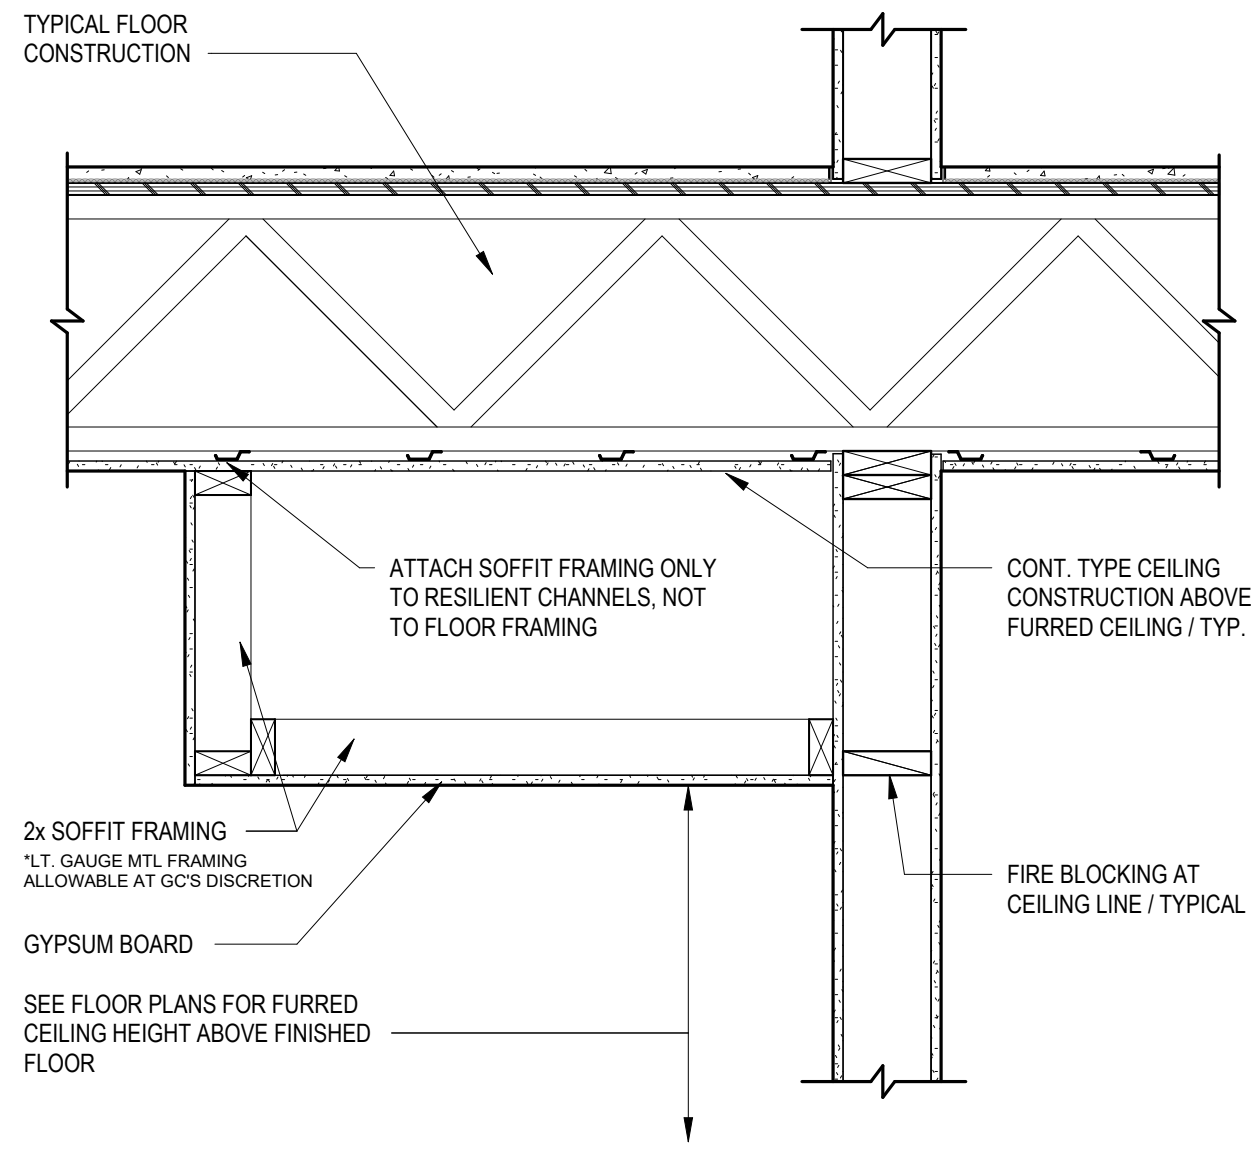 TYPICAL FLOOR
CONSTRUCTION
ATTACH SOFFIT FRAMING ONLY
TO RESILIENT CHANNELS, NOT
TO FLOOR FRAMING
CONT. TYPE CEILING
CONSTRUCTION ABOVE
FURRED CEILING / TYP.
2x SOFFIT FRAMING
*LT. GAUGE MTL FRAMING
ALLOWABLE AT GC'S DISCRETION
FIRE BLOCKING AT
CEILING LINE / TYPICAL
GYPSUM BOARD
SEE FLOOR PLANS FOR FURRED
CEILING HEIGHT ABOVE FINISHED
FLOOR